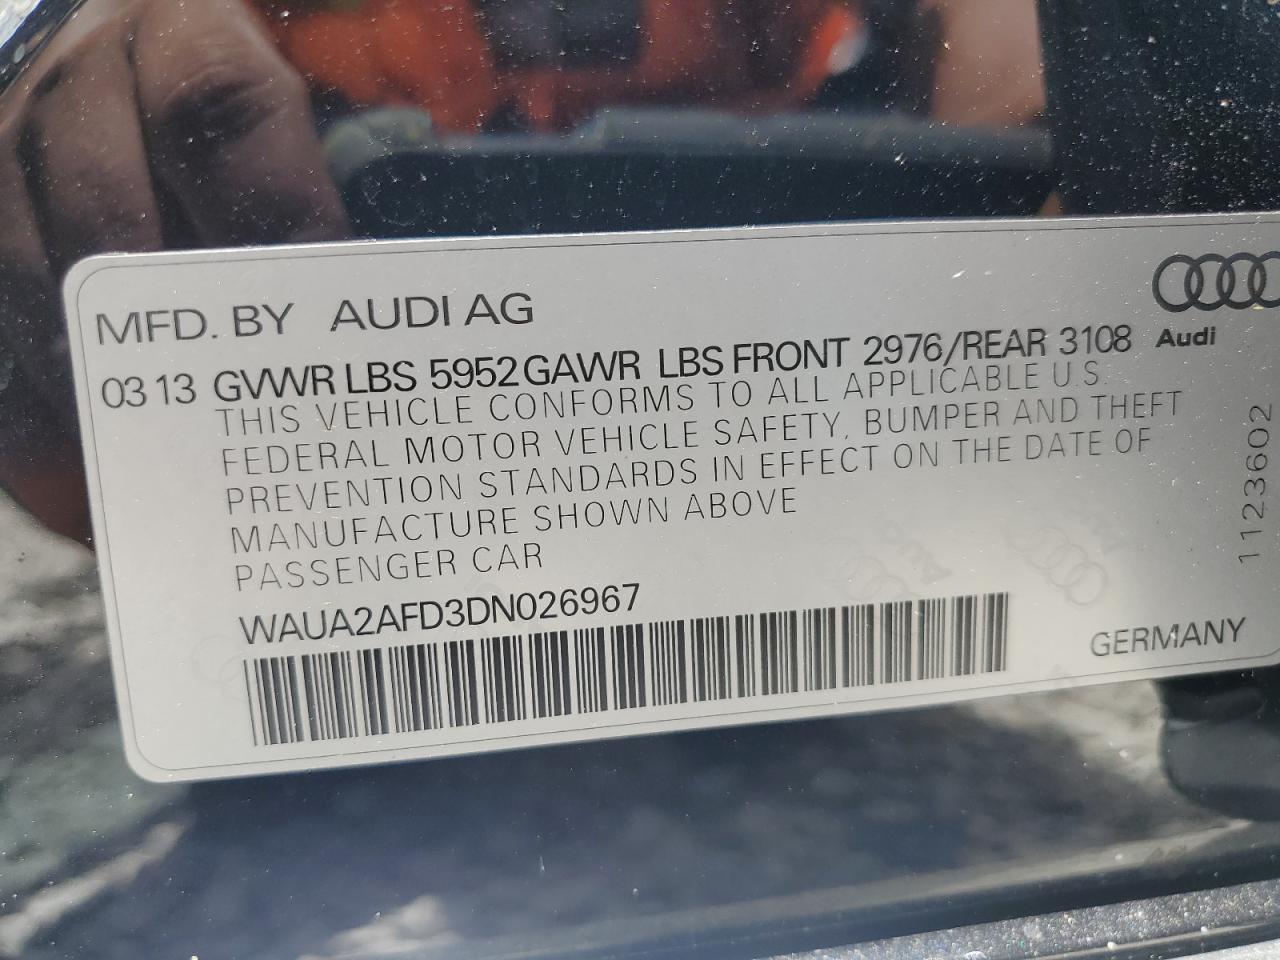 MFD. BY AUDI AG
Audi
03 13 GVWR LBS 5952 GAWR LBS FRONT 2976/REAR 3108
THIS VEHICLE CONFORMS TO ALL APPLICABLE U.S.
FEDERAL MOTOR VEHICLE SAFETY, BUMPER AND THEFT
PREVENTION STANDARDS IN EFFECT ON THE DATE OF
MANUFACTURE SHOWN ABOVE
PASSENGER CAR
WAUA2AFD3DN026967
GERMANY
1123602